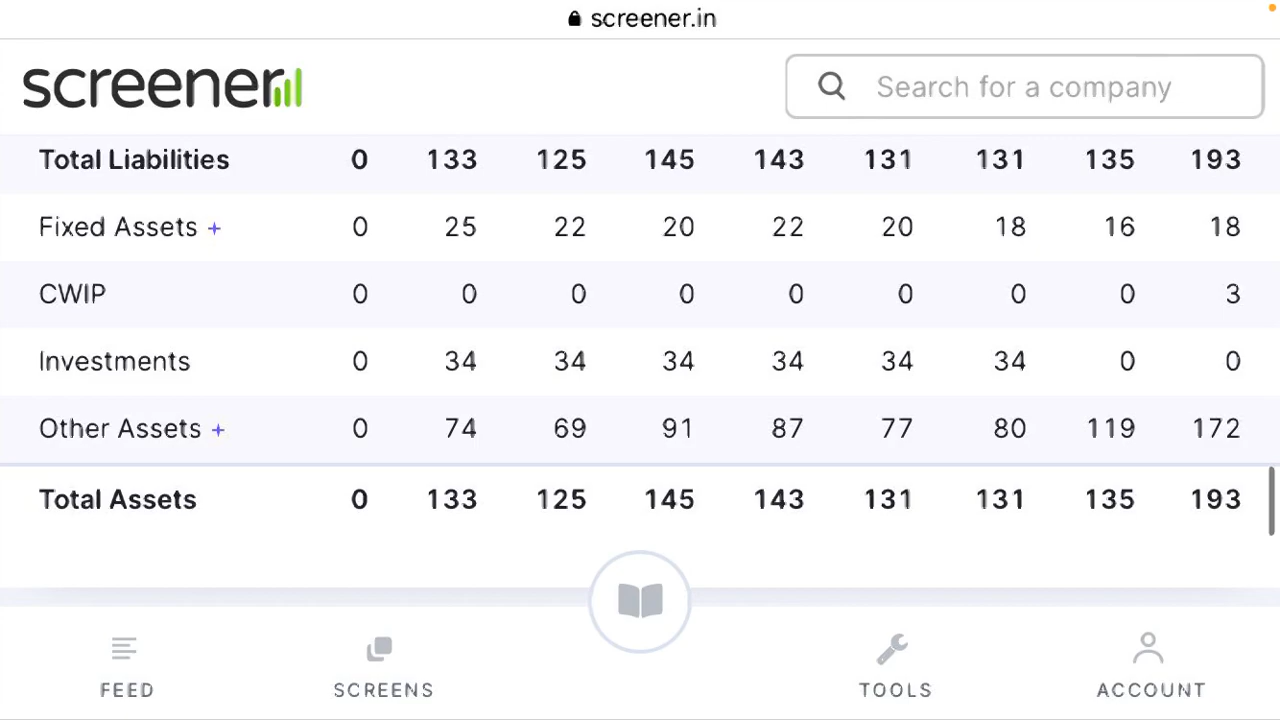 screener.in
screener
Search for a company
Total Liabilities 0 133 125 145 143 131 131 135 193
Fixed Assets + 0 25 22 20 22 20 18 16 18
CWIP 0 0 0 0 0 0 0 0 3
Investments 0 34 34 34 34 34 34 0 0
Other Assets + 0 74 69 91 87 77 80 119 172
Total Assets 0 133 125 145 143 131 131 135 193
FEED SCREENS TOOLS ACCOUNT